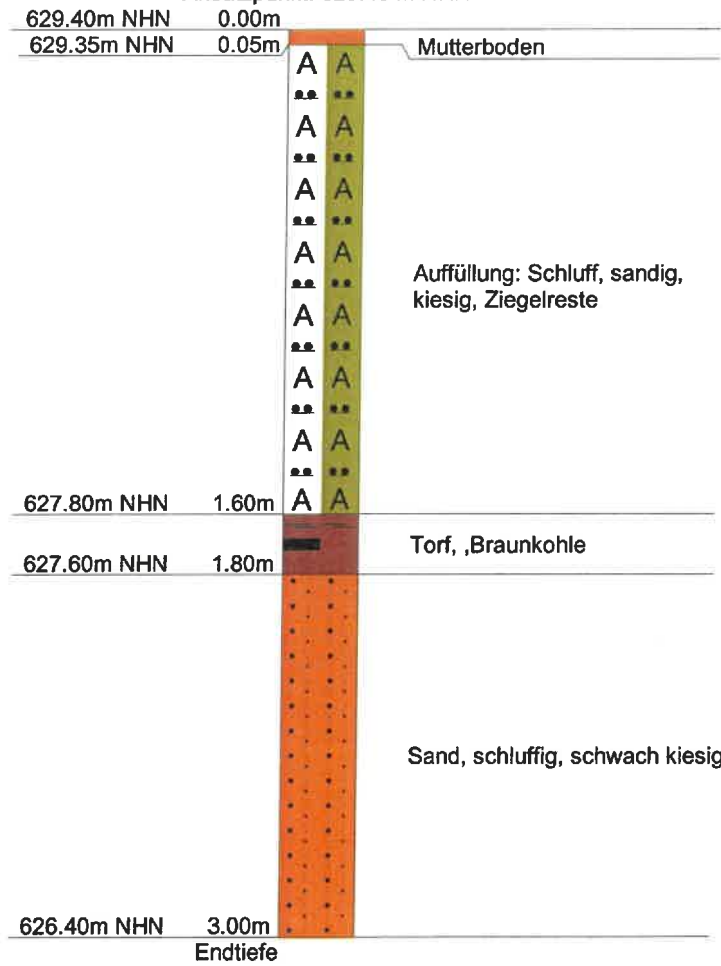 629.40m NHN 0.00m
629.35m NHN 0.05m Mutterboden
A A
A A
A A
A A
Auffüllung: Schluff, sandig,
kiesig, Ziegelreste
A A
A A
A A
627.80m NHN 1.60m A A
Torf, ,Braunkohle
627.60m NHN 1.80m
Sand, schluffig, schwach kiesig
626.40m NHN 3.00m
Endtiefe